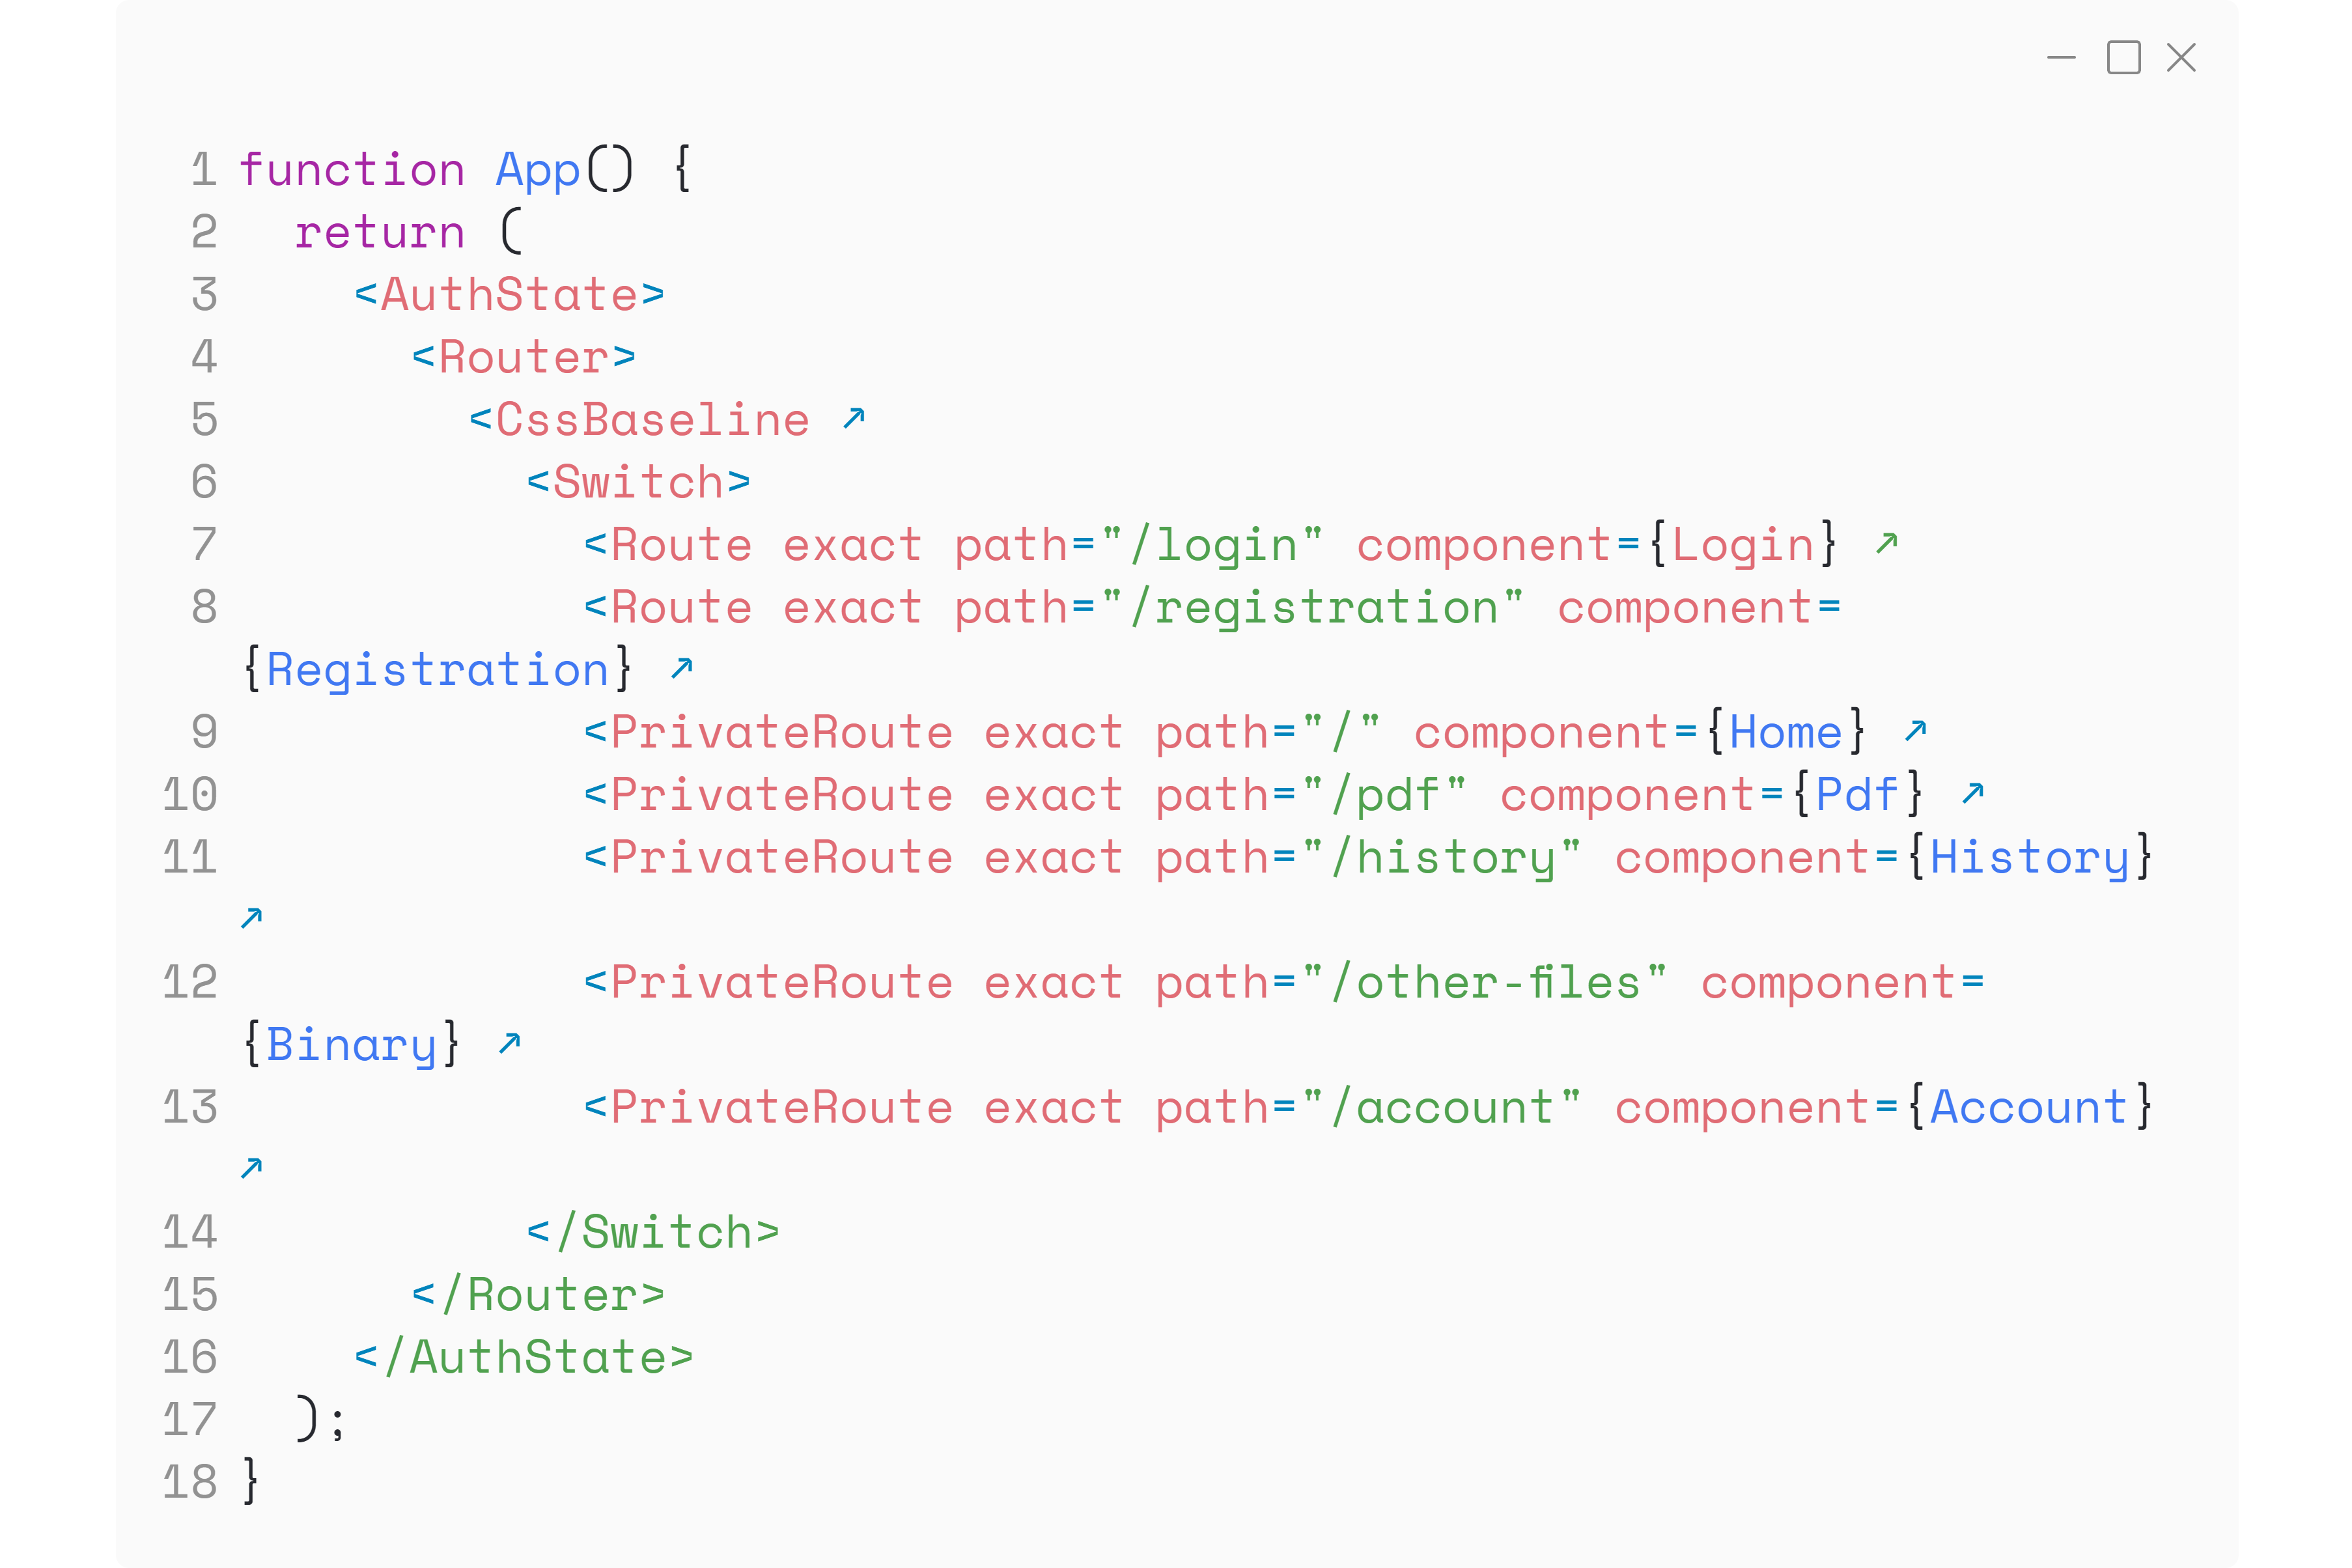 1 function App() {
2   return (
3     <AuthState>
4       <Router>
5         <CssBaseline ↗
6           <Switch>
7             <Route exact path="/login" component={Login} ↗
8             <Route exact path="/registration" component=
{Registration} ↗
9             <PrivateRoute exact path="/" component={Home} ↗
10             <PrivateRoute exact path="/pdf" component={Pdf} ↗
11             <PrivateRoute exact path="/history" component={History}
↗
12             <PrivateRoute exact path="/other-files" component=
{Binary} ↗
13             <PrivateRoute exact path="/account" component={Account}
↗
14           </Switch>
15       </Router>
16     </AuthState>
17   );
18 }